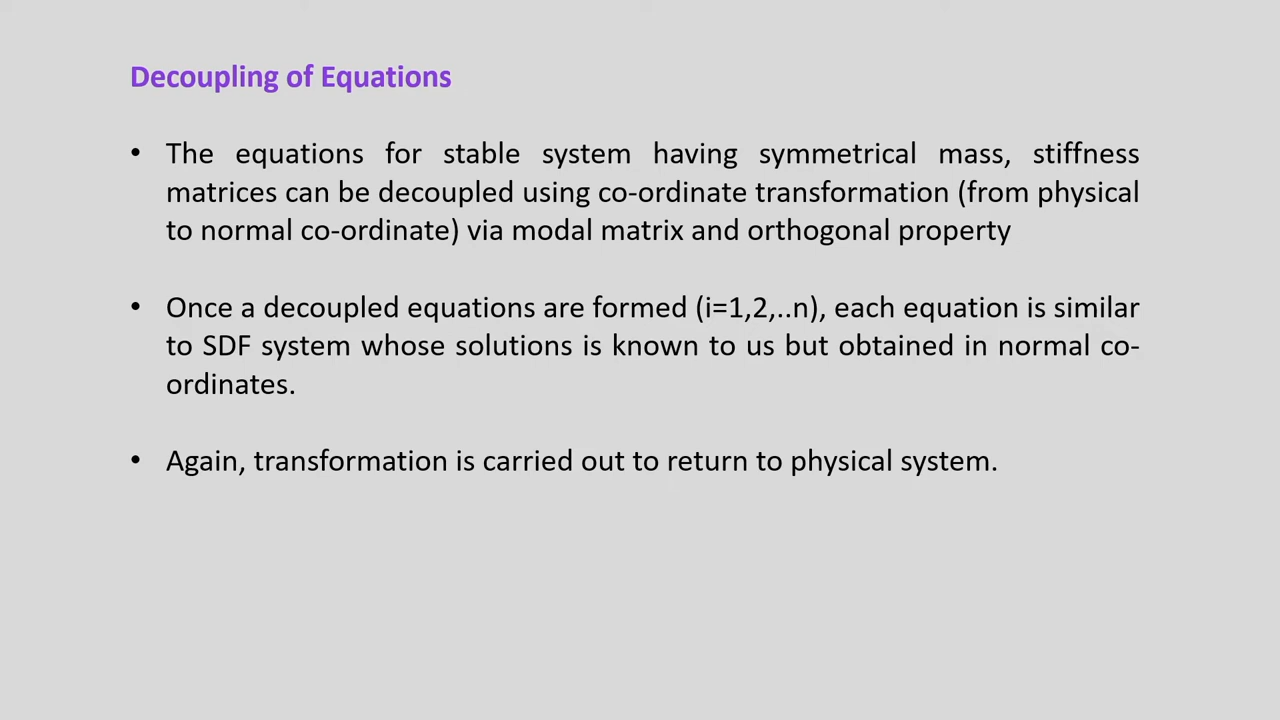 Decoupling of Equations
• The equations for stable system having symmetrical mass, stiffness
matrices can be decoupled using co-ordinate transformation (from physical
to normal co-ordinate) via modal matrix and orthogonal property
• Once a decoupled equations are formed (i=1,2,..n), each equation is similar
to SDF system whose solutions is known to us but obtained in normal co-
ordinates.
• Again, transformation is carried out to return to physical system.